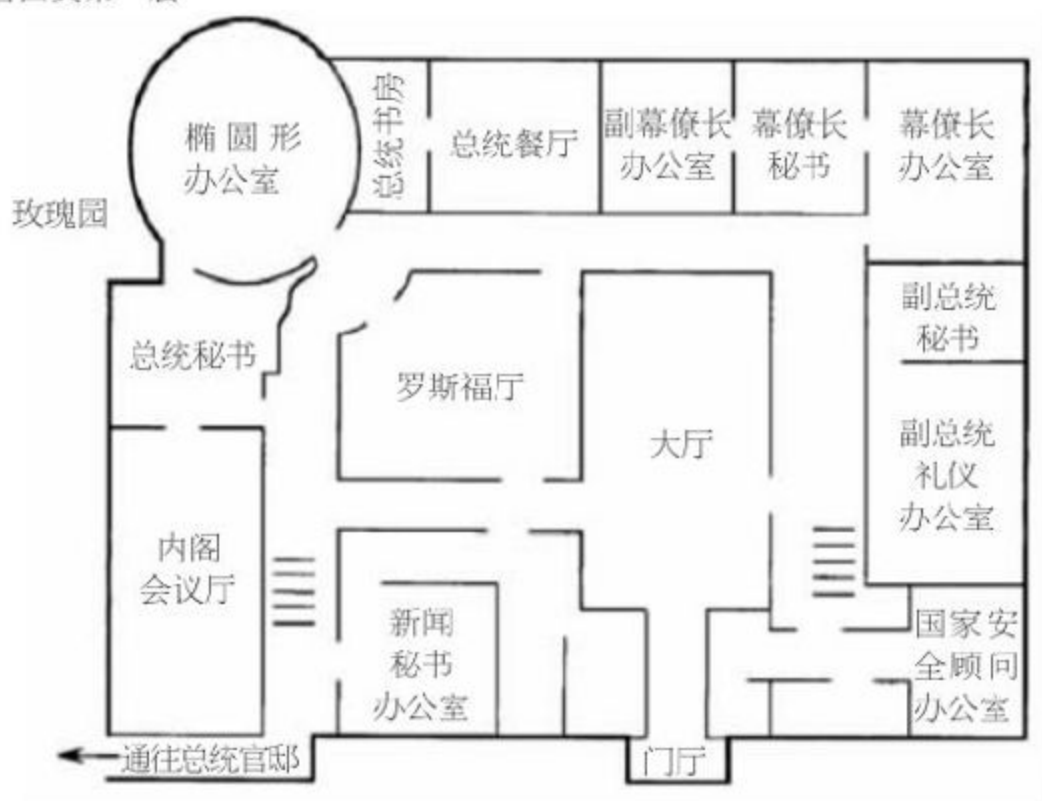 椭圆形
办公室
总统书房
总统餐厅
副幕僚长
办公室
幕僚长
秘书
幕僚长
办公室
玫瑰园
副总统
秘书
总统秘书
罗斯福厅
大厅
副总统
礼仪
办公室
内阁
会议厅
新闻
秘书
办公室
国家安
全顾问
办公室
通往总统官邸
门厅